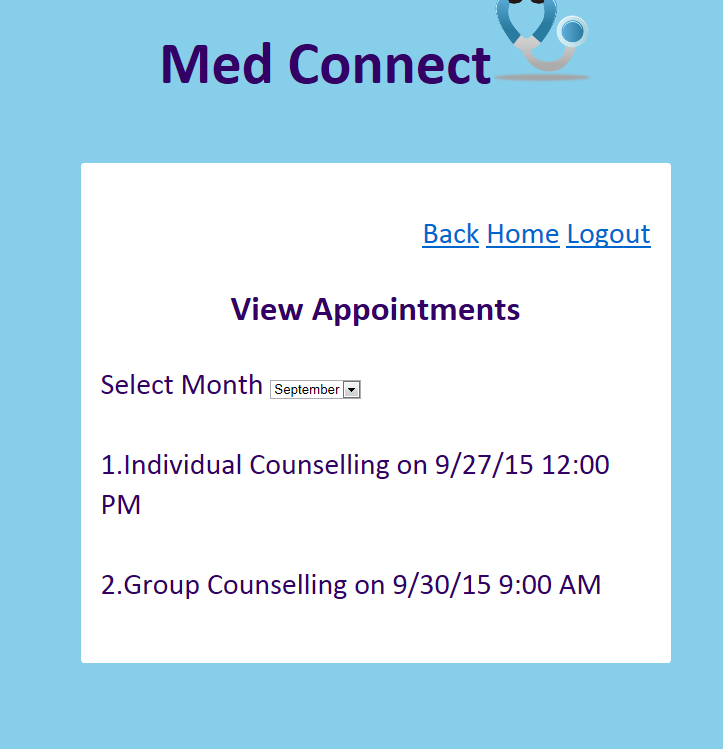 Med Connect
Back Home Logout
View Appointments
Select Month September
1.Individual Counselling on 9/27/15 12:00
PM
2.Group Counselling on 9/30/15 9:00 AM